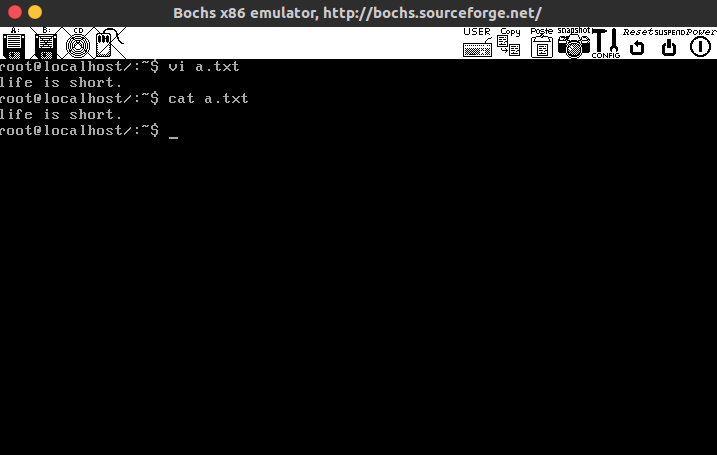 Bochs x86 emulator, http://bochs.sourceforge.net/
A: B: CD USER Copy Poste snapshot CONFIG Reset SUSPEND Power
root@localhost/:~$ vi a.txt
life is short.
root@localhost/:~$ cat a.txt
life is short.
root@localhost/:~$ _